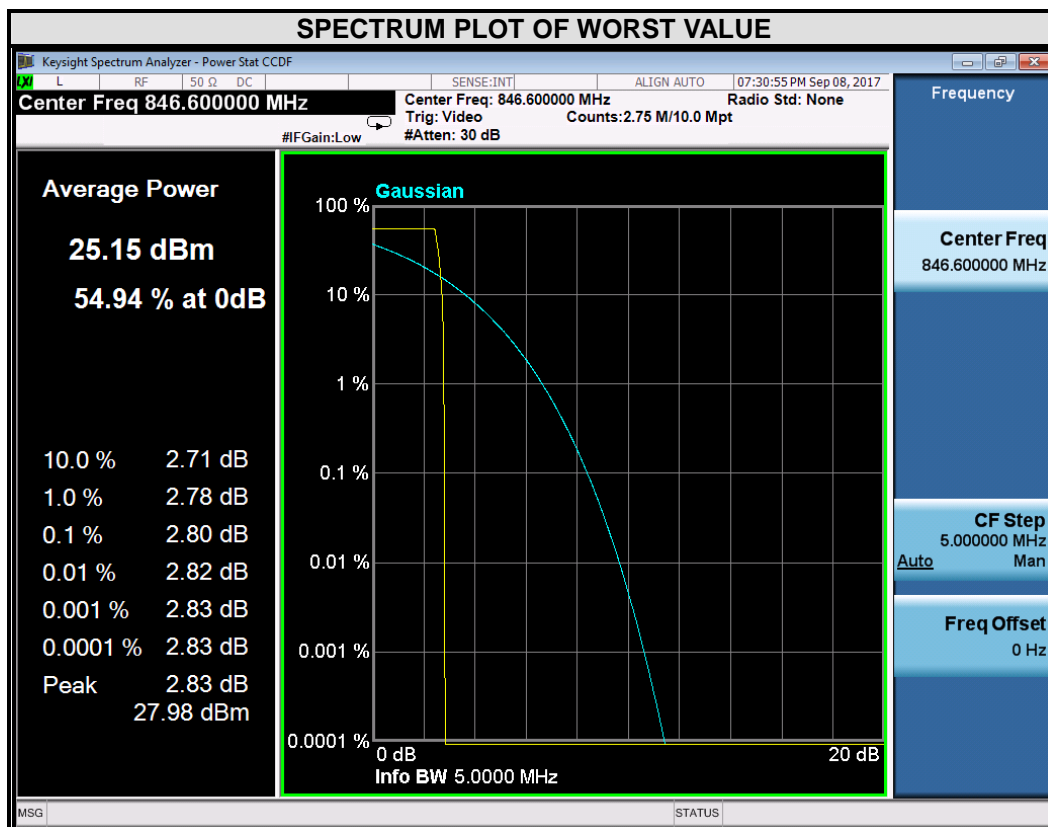 SPECTRUM PLOT OF WORST VALUE
Keysight Spectrum Analyzer - Power Stat CCDF
LXI L RF 50 Ω DC SENSE:INT ALIGN AUTO 07:30:55 PM Sep 08, 2017
Center Freq 846.600000 MHz
Center Freq: 846.600000 MHz Radio Std: None
Trig: Video Counts:2.75 M/10.0 Mpt
#IFGain:Low #Atten: 30 dB
Frequency
Average Power
25.15 dBm
54.94 % at 0dB
10.0 % 2.71 dB
1.0 % 2.78 dB
0.1 % 2.80 dB
0.01 % 2.82 dB
0.001 % 2.83 dB
0.0001 % 2.83 dB
Peak 2.83 dB
27.98 dBm
Gaussian
100 %
10 %
1 %
0.1 %
0.01 %
0.001 %
0.0001 %
0 dB 20 dB
Info BW 5.0000 MHz
Center Freq
846.600000 MHz
CF Step
5.000000 MHz
Auto Man
Freq Offset
0 Hz
MSG STATUS